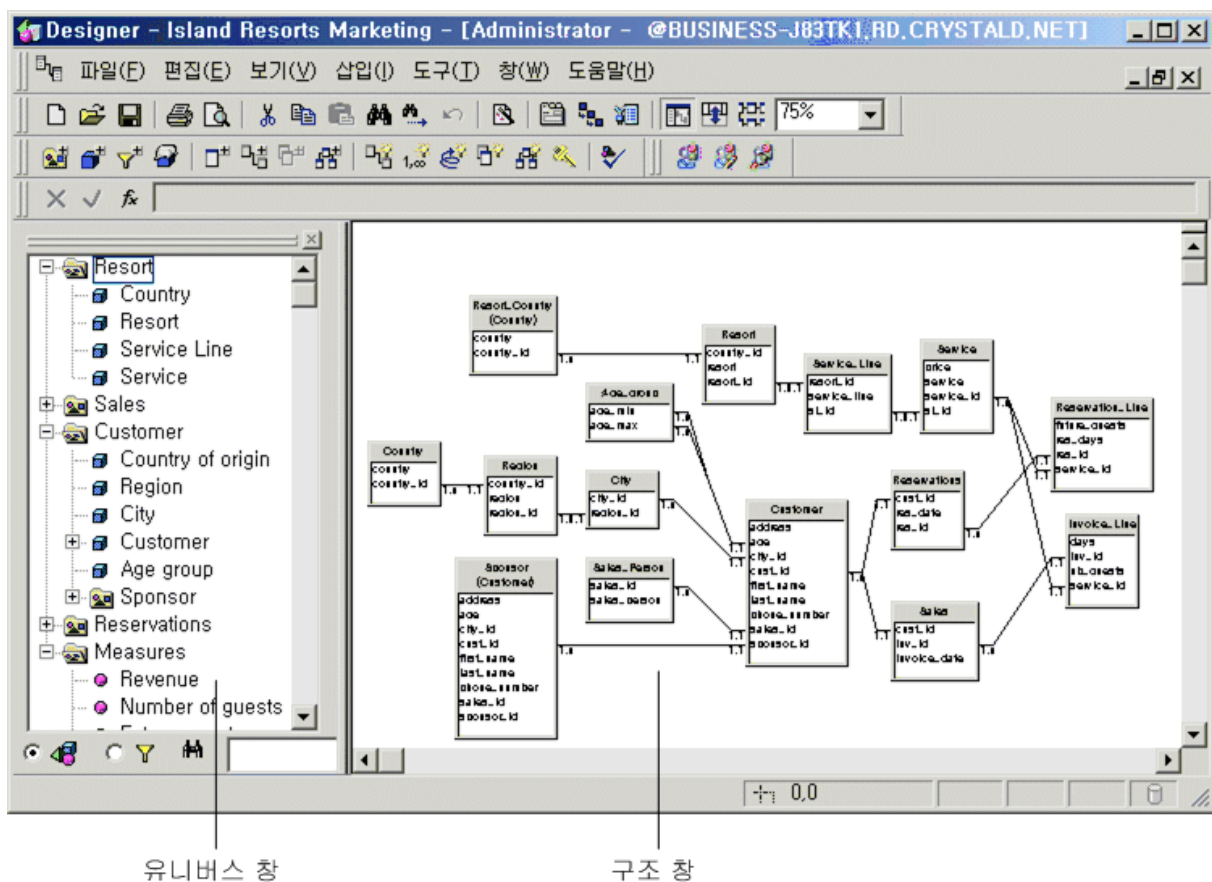 Designer - Island Resorts Marketing - [Administrator - @BUSINESS-J83TK1.RD.CRYSTALD.NET]
파일(F) 편집(E) 보기(V) 삽입(I) 도구(T) 창(W) 도움말(H)
75%
Resort
Country
Resort
Service Line
Service
Sales
Customer
Country of origin
Region
City
Customer
Age group
Sponsor
Reservations
Measures
Revenue
Number of guests
Resort_Country
(Country)
country
country_id
Resort
country_id
resort
resort_id
Service_Line
resort_id
service_line
sl_id
Service
price
service
service_id
sl_id
Reservation_Line
future_guests
res_days
res_id
service_id
Age_group
age_min
age_max
Country
country
country_id
Region
country_id
region
region_id
City
city_id
region_id
Customer
address
age
city_id
cust_id
first_name
last_name
phone_number
sales_id
sponsor_id
Reservations
cust_id
res_date
res_id
Invoice_Line
days
inv_id
nb_guests
service_id
Sponsor
(Customer)
address
age
city_id
cust_id
first_name
last_name
phone_number
sales_id
sponsor_id
Sales_Person
sales_id
sales_person
Sales
cust_id
inv_id
invoice_date
0,0
유니버스 창
구조 창